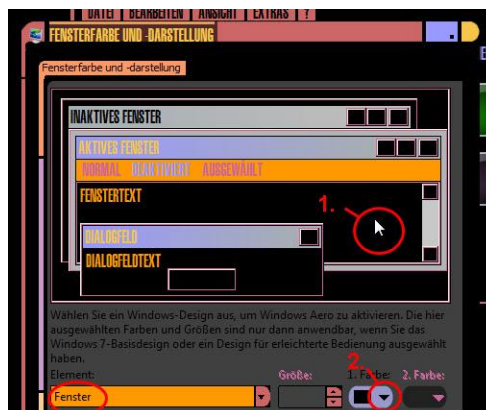 DATEI BEARBEITEN ANSICHT EXTRAS ?
FENSTERFARBE UND -DARSTELLUNG
Fensterfarbe und -darstellung
INAKTIVES FENSTER
AKTIVES FENSTER
NORMAL DEAKTIVIERT AUSGEWÄHLT
FENSTERTEXT
1.
DIALOGFELD
DIALOGFELDTEXT
Wählen Sie ein Windows-Design aus, um Windows Aero zu aktivieren. Die hier
ausgewählten Farben und Größen sind nur dann anwendbar, wenn Sie das
Windows 7-Basisdesign oder ein Design für erleichterte Bedienung ausgewählt
haben.
2.
Element: Größe: 1. Farbe: 2. Farbe:
Fenster